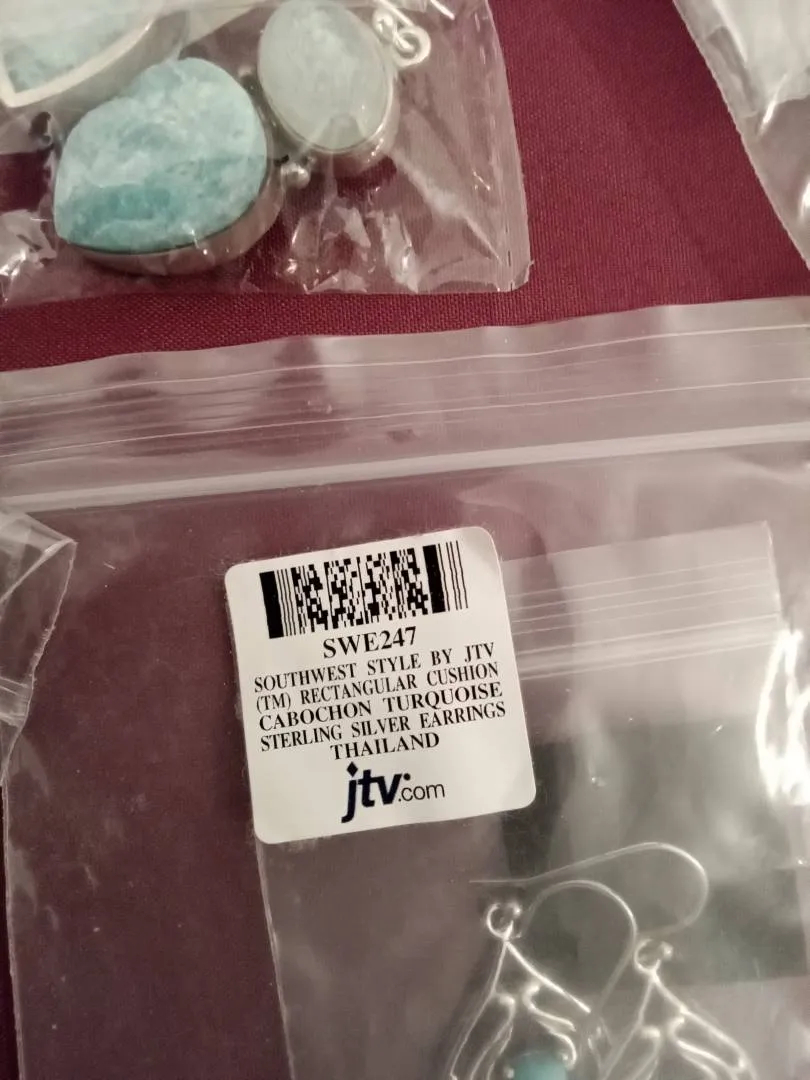 SWE247
SOUTHWEST STYLE BY JTV
(TM) RECTANGULAR CUSHION
CABOCHON TURQUOISE
STERLING SILVER EARRINGS
THAILAND
jtv.com